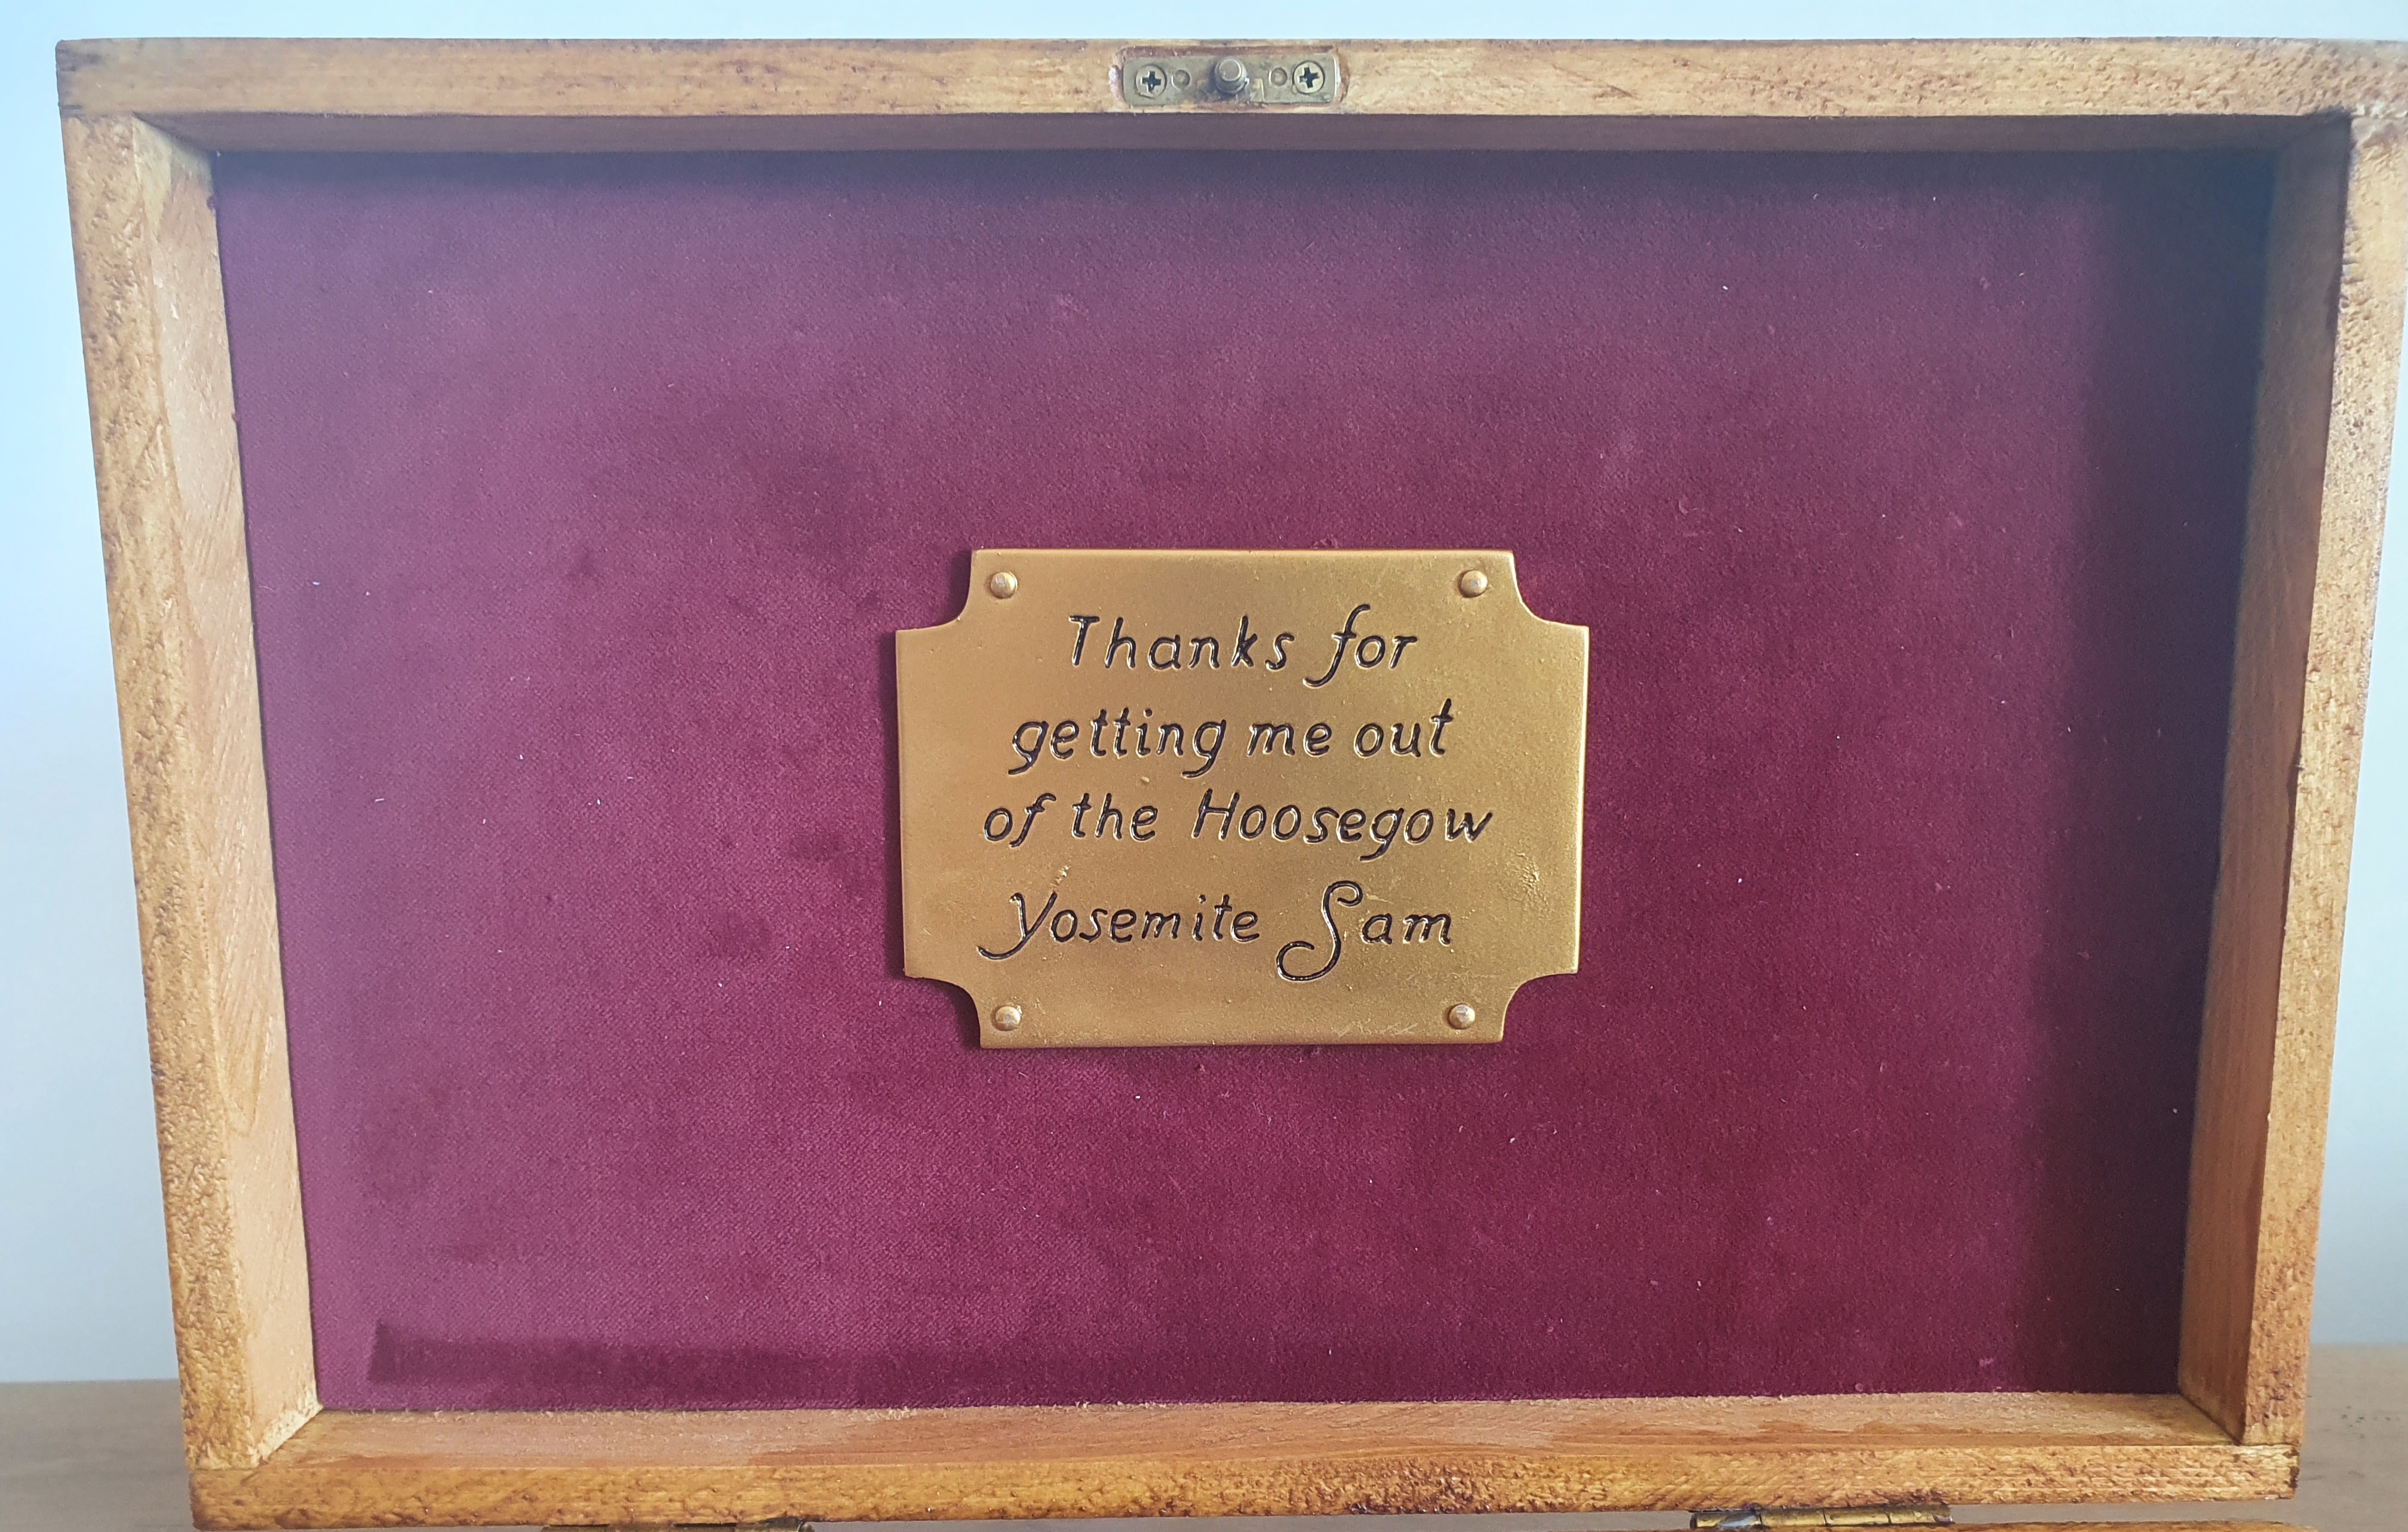 Thanks for
getting me out
of the Hoosegow
Yosemite Sam